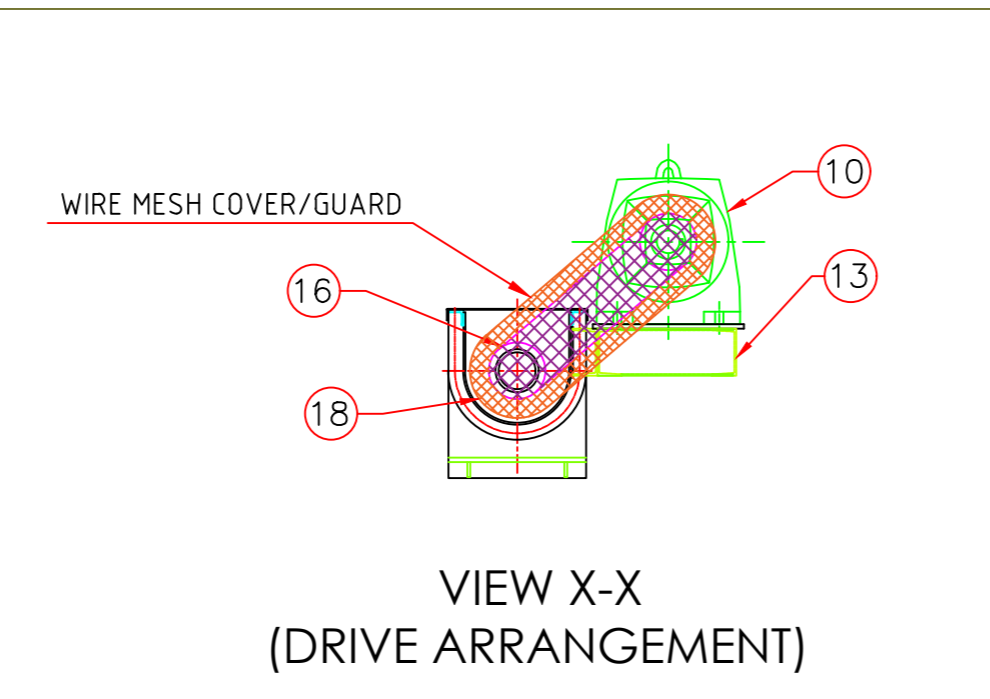 10
WIRE MESH COVER/GUARD
16
13
18
VIEW X-X
(DRIVE ARRANGEMENT)